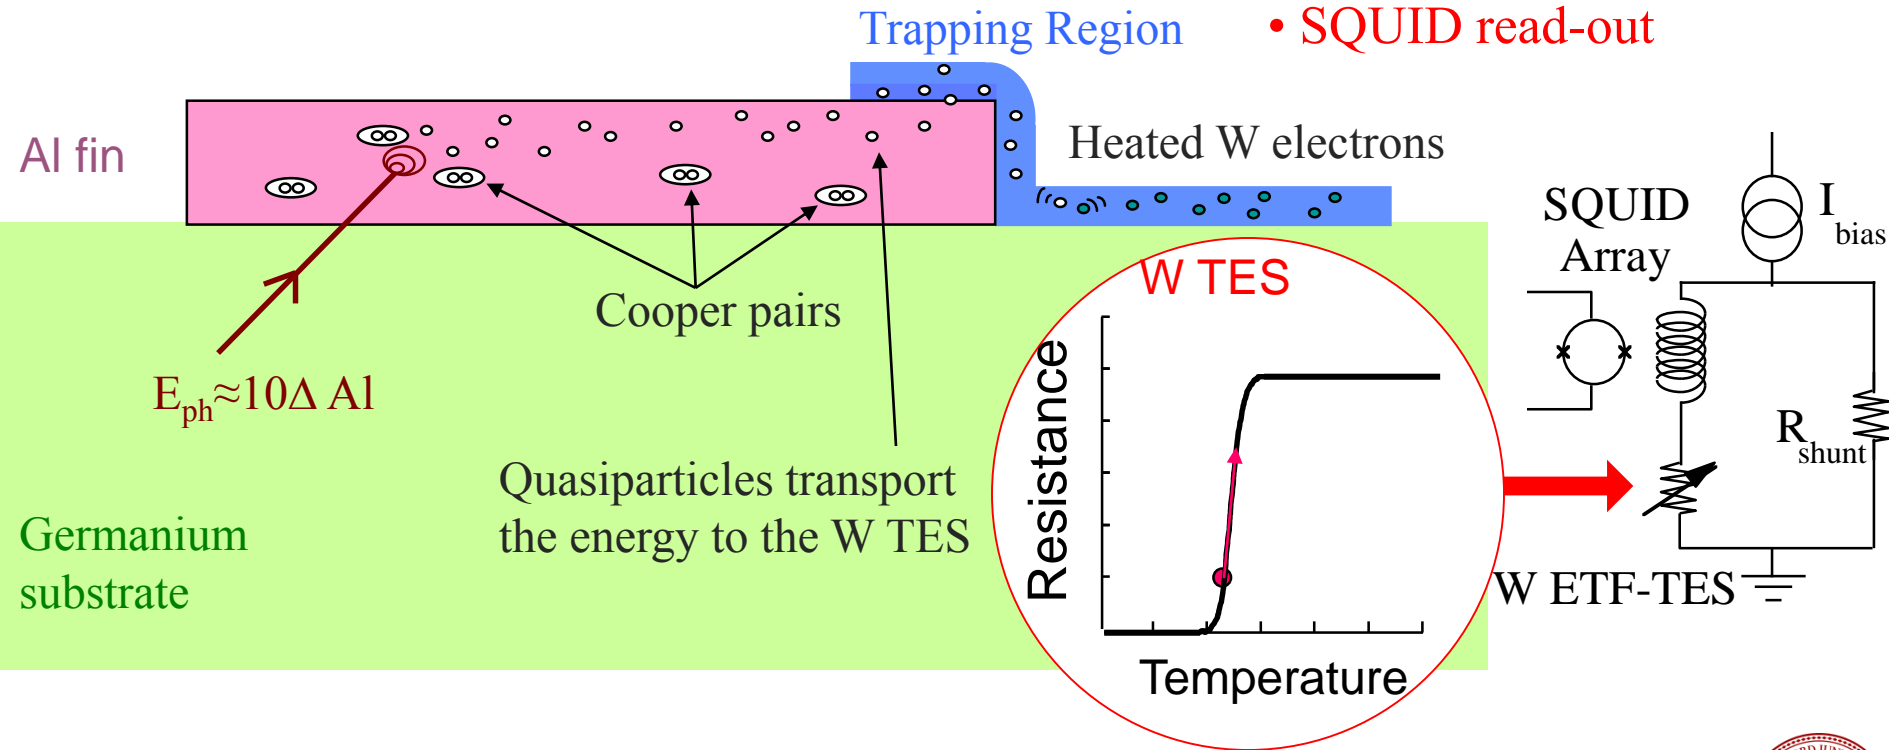 Trapping Region
• SQUID read-out
Al fin
Heated W electrons
SQUID
Array
I bias
W TES
Cooper pairs
Eph≈10Δ Al
Resistance
Rshunt
Quasiparticles transport
the energy to the W TES
Germanium
substrate
W ETF-TES
Temperature